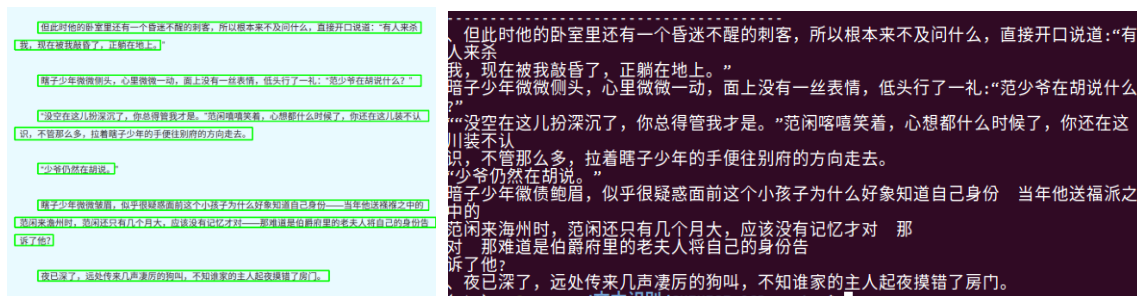 但此时他的卧室里还有一个昏迷不醒的刺客，所以根本来不及问什么，直接开口说道：“有人来杀
我，现在被我敲昏了，正躺在地上。”
瞎子少年微微侧头，心里微微一动，面上没有一丝表情，低头行了一礼：“范少爷在胡说什么？”
“没空在这儿扮深沉了，你总得管我才是。”范闲嘻嘻笑着，心想都什么时候了，你还在这儿装不认
识，不管那么多，拉着瞎子少年的手便往别府的方向走去。
“少爷仍然在胡说。”
瞎子少年微微皱眉，似乎很疑惑面前这个小孩子为什么好象知道自己身份——当年他送襁褓之中的
范闲来澹州时，范闲还只有几个月大，应该没有记忆才对——那难道是伯爵府里的老夫人将自己的身份告
诉了他？
夜已深了，远处传来几声凄厉的狗叫，不知谁家的主人起夜摸错了房门。
------------------------------------
、但此时他的卧室里还有一个昏迷不醒的刺客，所以根本来不及问什么，直接开口说道:“有
人来杀
我，现在被我敲昏了，正躺在地上。”
暗子少年微微侧头，心里微微一动，面上没有一丝表情，低头行了一礼:“范少爷在胡说什么
?”
““没空在这儿扮深沉了，你总得管我才是。”范闲喀嘻笑着，心想都什么时候了，你还在这
川装不认
识，不管那么多，拉着瞎子少年的手便往别府的方向走去。
“少爷仍然在胡说。”
暗子少年徽债鲍眉，似乎很疑惑面前这个小孩子为什么好象知道自己身份　当年他送福派之
中的
范闲来海州时，范闲还只有几个月大，应该没有记忆才对　那
对　那难道是伯爵府里的老夫人将自己的身份告
诉了他?
、夜已深了，远处传来几声凄厉的狗叫，不知谁家的主人起夜摸错了房门。